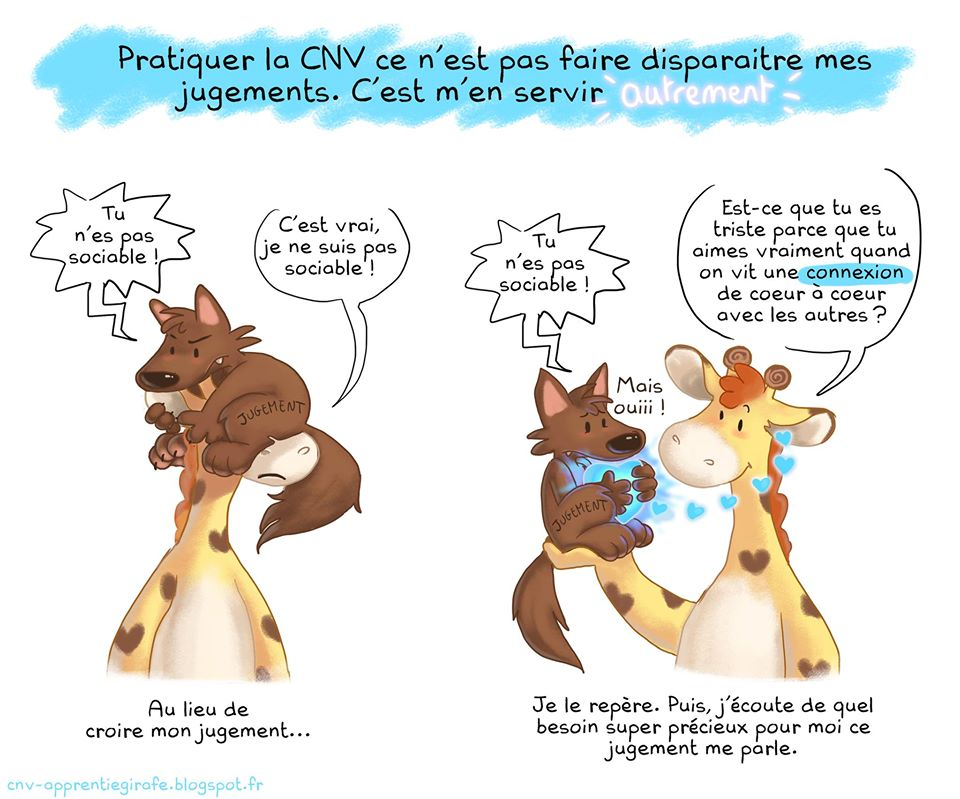 Pratiquer la CNV ce n'est pas faire disparaitre mes
jugements. C'est m'en servir autrement
Tu
n'es pas
sociable !
C'est vrai,
je ne suis pas
sociable !
JUGEMENT
Au lieu de
croire mon jugement...
Tu
n'es pas
sociable !
Est-ce que tu es
triste parce que tu
aimes vraiment quand
on vit une connexion
de coeur à coeur
avec les autres ?
Mais
ouiii !
JUGEMENT
Je le repère. Puis, j'écoute de quel
besoin super précieux pour moi ce
jugement me parle.
cnv-apprentiegirafe.blogspot.fr